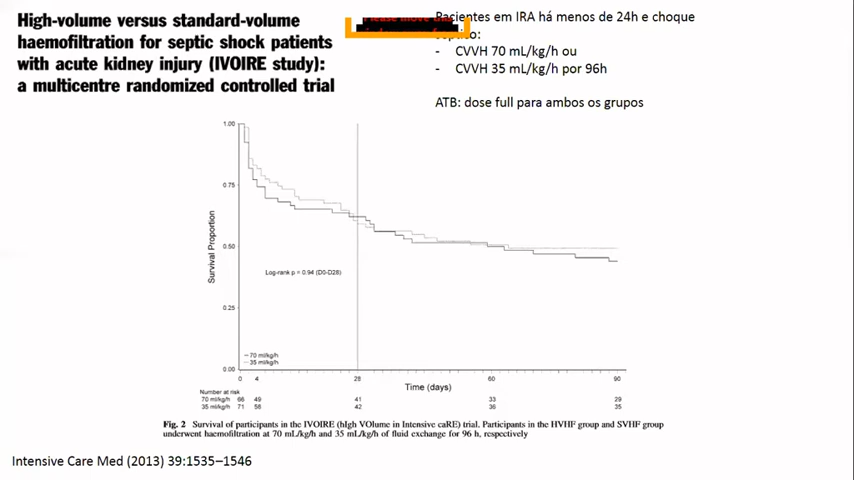 High-volume versus standard-volume
haemofiltration for septic shock patients
with acute kidney injury (IVOIRE study):
a multicentre randomized controlled trial
Please move
Pacientes em IRA há menos de 24h e choque
- CVVH 70 mL/kg/h ou
- CVVH 35 mL/kg/h por 96h
ATB: dose full para ambos os grupos
1.00
0.75
0.50
0.25
0.00
Survival Proportion
Log-rank p = 0.94 (D0-D28)
70 ml/kg/h
35 ml/kg/h
0 4 28 60 90
Time (days)
Number at risk
70 ml/kg/h 66 49 41 33 29
35 ml/kg/h 71 58 42 36 35
Fig. 2 Survival of participants in the IVOIRE (hIgh VOlume in Intensive caRE) trial. Participants in the HVHF group and SVHF group
underwent haemofiltration at 70 mL/kg/h and 35 mL/kg/h of fluid exchange for 96 h, respectively
Intensive Care Med (2013) 39:1535–1546